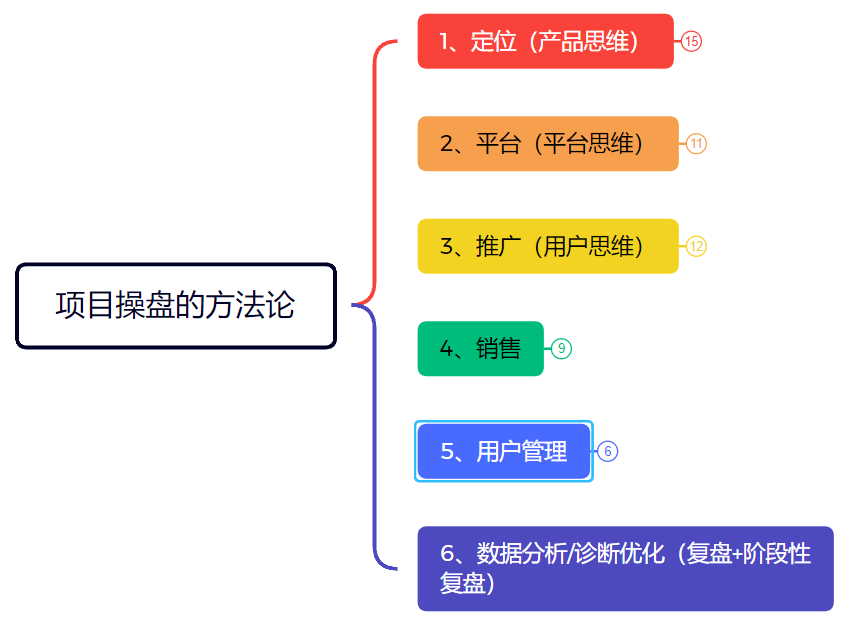 项目操盘的方法论
1、定位（产品思维）
15
2、平台（平台思维）
11
3、推广（用户思维）
12
4、销售
9
5、用户管理
6
6、数据分析/诊断优化（复盘+阶段性
复盘）